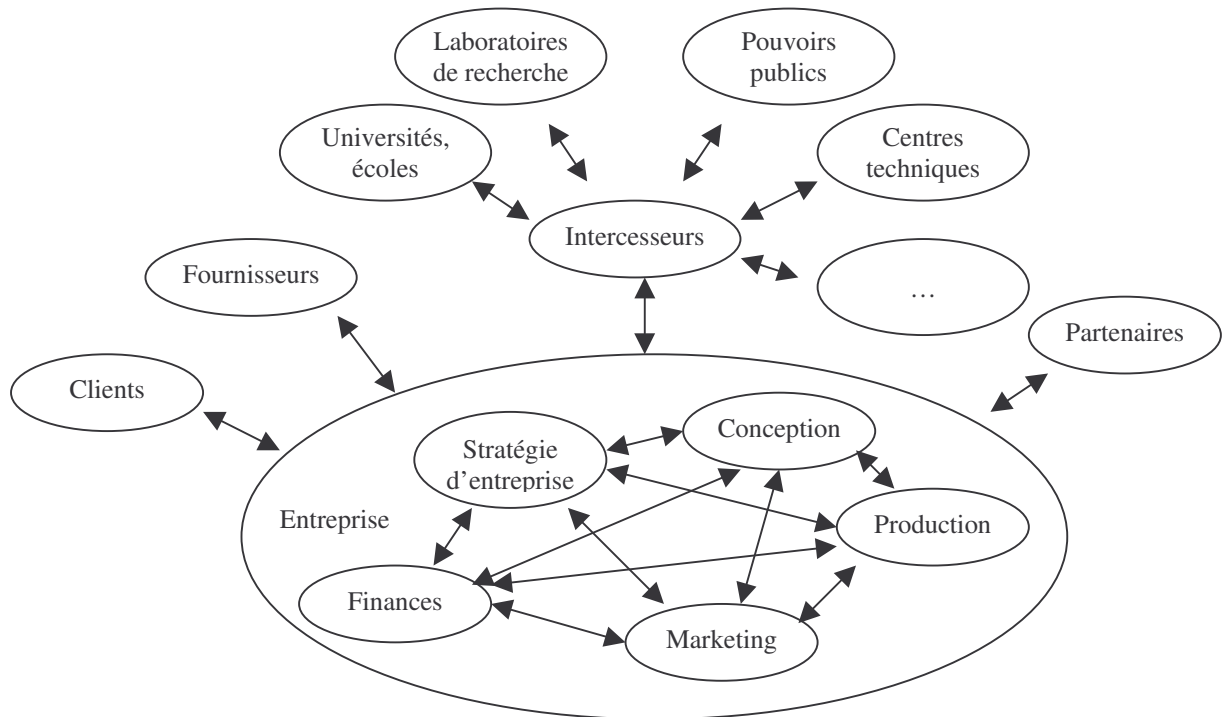 Laboratoires
de recherche
Pouvoirs
publics
Universités,
écoles
Centres
techniques
Intercesseurs
Fournisseurs
…
Partenaires
Clients
Conception
Stratégie
d’entreprise
Entreprise
Production
Finances
Marketing